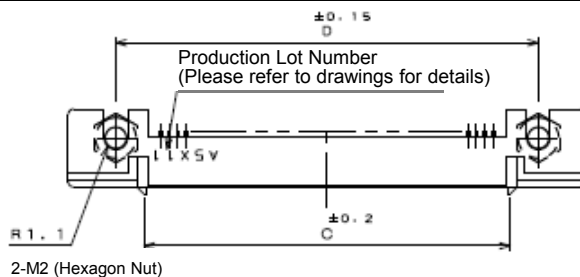 ±0.15
D
Production Lot Number
(Please refer to drawings for details)
A5X11
±0.2
C
R1.1
2-M2 (Hexagon Nut)